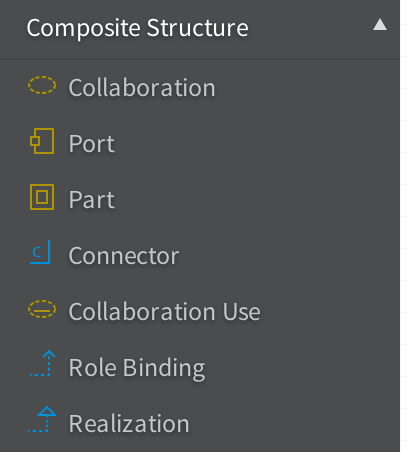 Composite Structure
Collaboration
Port
Part
C Connector
Collaboration Use
Role Binding
Realization